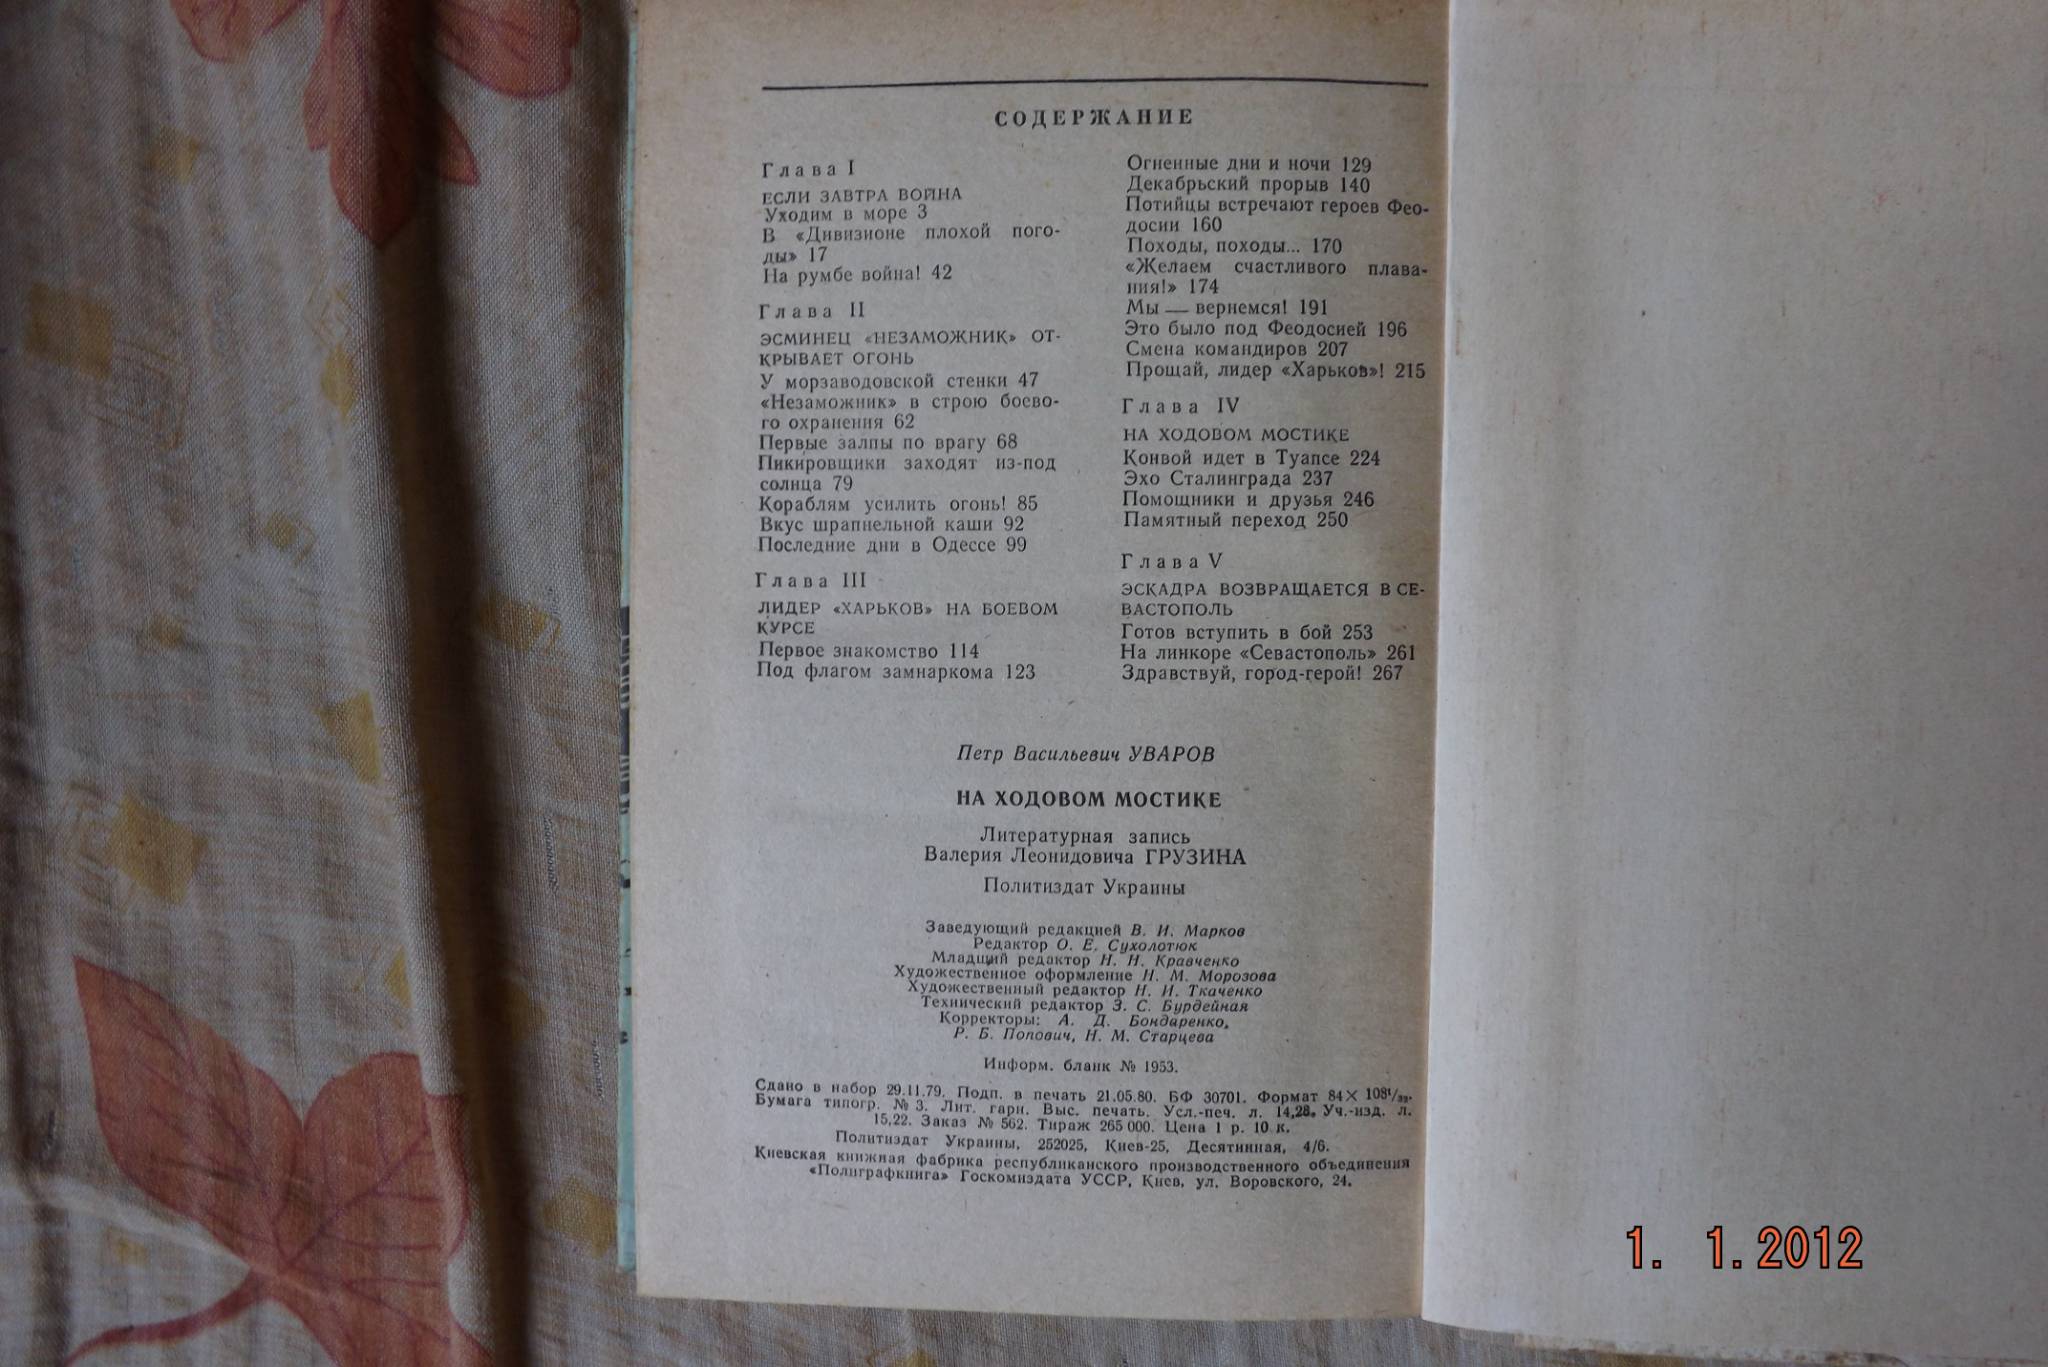 СОДЕРЖАНИЕ
Глава I
ЕСЛИ ЗАВТРА ВОЙНА
Уходим в море 3
В «Дивизионе плохой пого-
ды» 17
На румбе война! 42
Глава II
ЭСМИНЕЦ «НЕЗАМОЖНИК» ОТ-
КРЫВАЕТ ОГОНЬ
У морзаводовской стенки 47
«Незаможник» в строю боево-
го охранения 62
Первые залпы по врагу 68
Пикировщики заходят из-под
солнца 79
Кораблям усилить огонь! 85
Вкус шрапнельной каши 92
Последние дни в Одессе 99
Глава III
ЛИДЕР «ХАРЬКОВ» НА БОЕВОМ
КУРСЕ
Первое знакомство 114
Под флагом замнаркома 123
Огненные дни и ночи 129
Декабрьский прорыв 140
Потийцы встречают героев Фео-
досии 160
Походы, походы... 170
«Желаем счастливого плава-
ния!» 174
Мы — вернемся! 191
Это было под Феодосией 196
Смена командиров 207
Прощай, лидер «Харьков»! 215
Глава IV
НА ХОДОВОМ МОСТИКЕ
Конвой идет в Туапсе 224
Эхо Сталинграда 237
Помощники и друзья 246
Памятный переход 250
Глава V
ЭСКАДРА ВОЗВРАЩАЕТСЯ В СЕ-
ВАСТОПОЛЬ
Готов вступить в бой 253
На линкоре «Севастополь» 261
Здравствуй, город-герой! 267
Петр Васильевич УВАРОВ
НА ХОДОВОМ МОСТИКЕ
Литературная запись
Валерия Леонидовича ГРУЗИНА
Политиздат Украины
Заведующий редакцией В. И. Марков
Редактор О. Е. Сухолотюк
Младший редактор Н. Н. Кравченко
Художественное оформление Н. М. Морозова
Художественный редактор Н. И. Ткаченко
Технический редактор З. С. Бурдейная
Корректоры: А. Д. Бондаренко,
Р. Б. Попович, Н. М. Старцева
Информ. бланк № 1953.
Сдано в набор 29.11.79. Подп. в печать 21.05.80. БФ 30701. Формат 84×108¹/₃₂.
Бумага типогр. № 3. Лит. гарн. Выс. печать. Усл.-печ. л. 14,28. Уч.-изд. л.
15,22. Заказ № 562. Тираж 265 000. Цена 1 р. 10 к.
Политиздат Украины, 252025, Киев-25, Десятинная, 4/6.
Киевская книжная фабрика республиканского производственного объединения
«Полиграфкнига» Госкомиздата УССР, Киев, ул. Воровского, 24.
1. 1. 2012